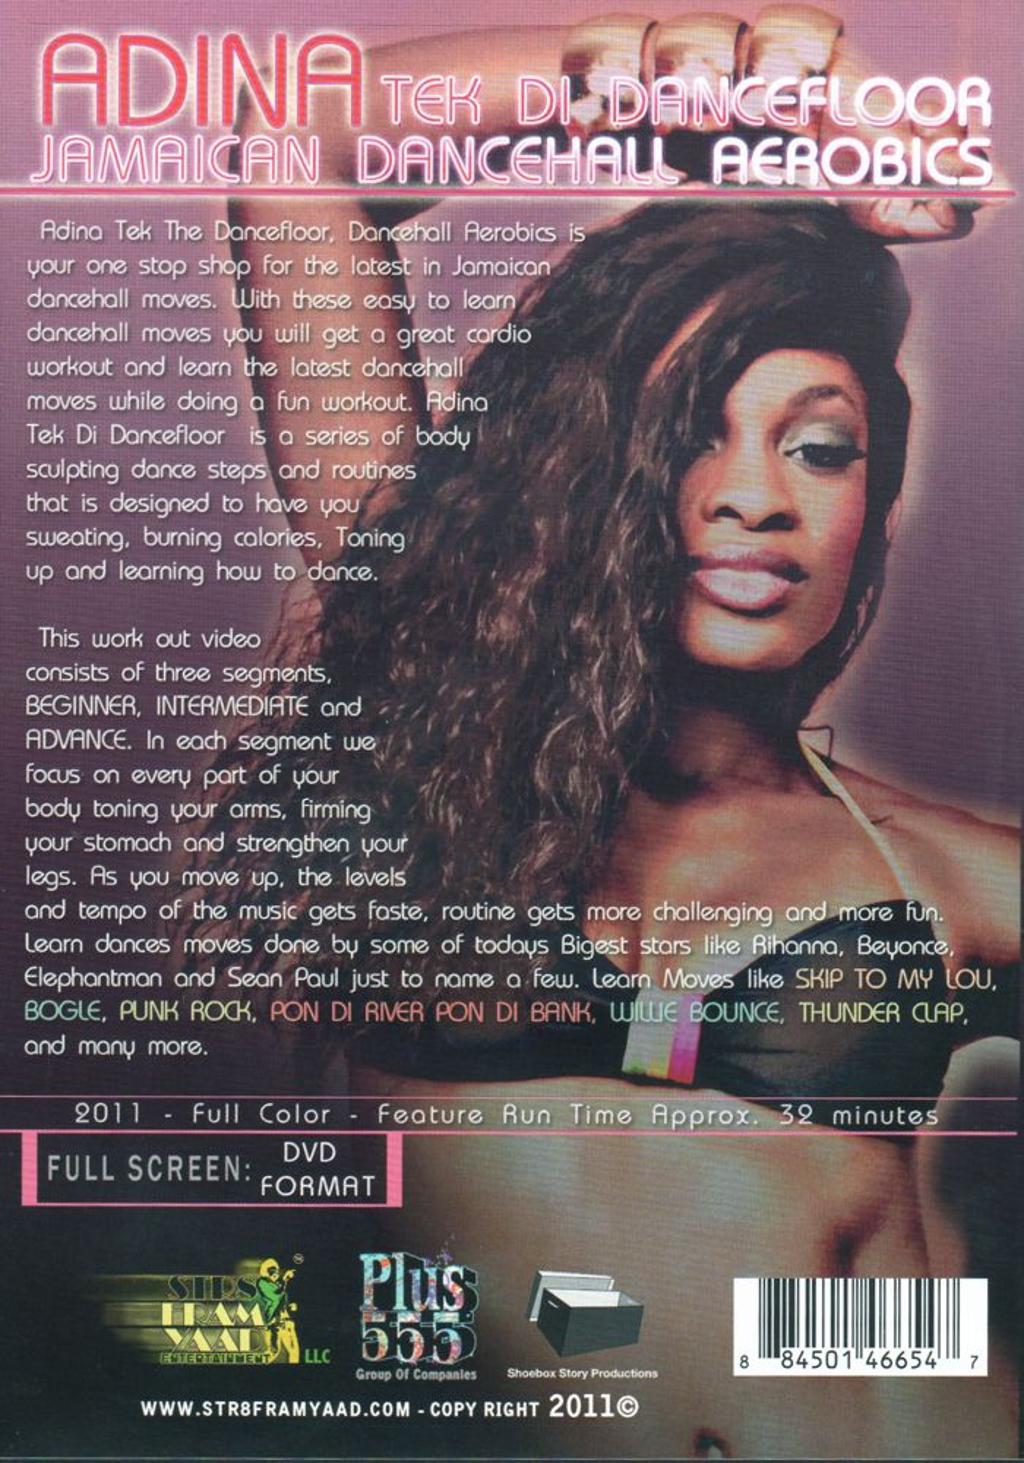 ADINA TEK DI DANCEFLOOR
JAMAICAN DANCEHALL AEROBICS
Adina Tek The Dancefloor, Dancehall Aerobics is
your one stop shop for the latest in Jamaican
dancehall moves. With these easy to learn
dancehall moves you will get a great cardio
workout and learn the latest dancehall
moves while doing a fun workout. Adina
Tek Di Dancefloor is a series of body
sculpting dance steps and routines
that is designed to have you
sweating, burning calories, Toning
up and learning how to dance.
This work out video
consists of three segments,
BEGINNER, INTERMEDIATE and
ADVANCE. In each segment we
focus on every part of your
body toning your arms, firming
your stomach and strengthen your
legs. As you move up, the levels
and tempo of the music gets faste, routine gets more challenging and more fun.
Learn dances moves done by some of todays Bigest stars like Rihanna, Beyonce,
Elephantman and Sean Paul just to name a few. Learn Moves like SKIP TO MY LOU,
BOGLE, PUNK ROCK, PON DI RIVER PON DI BANK, WILLIE BOUNCE, THUNDER CLAP,
and many more.
2011 - Full Color - Feature Run Time Approx. 32 minutes
FULL SCREEN: DVD
FORMAT
STR8
FRAM
YAAD
ENTERTAINMENT LLC
Plus
555
Group Of Companies
Shoebox Story Productions
8 84501 46654 7
WWW.STR8FRAMYAAD.COM - COPY RIGHT 2011©